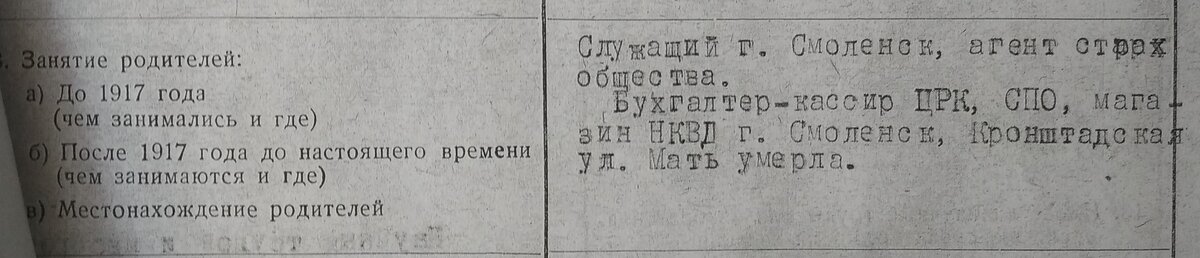 Занятие родителей:
а) До 1917 года
(чем занимались и где)
б) После 1917 года до настоящего времени
(чем занимаются и где)
в) Местонахождение родителей
Служащий г. Смоленск, агент страх
общества.
Бухгалтер-кассир ЦРК, СПО, мага-
зин НКВД г. Смоленск, Кронштадская
ул. Мать умерла.